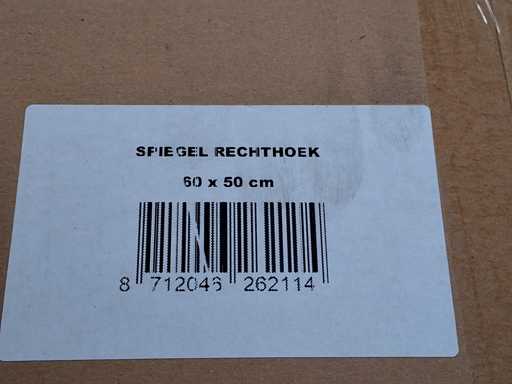 SPIEGEL RECHTHOEK
60 x 50 cm
8 712046 262114